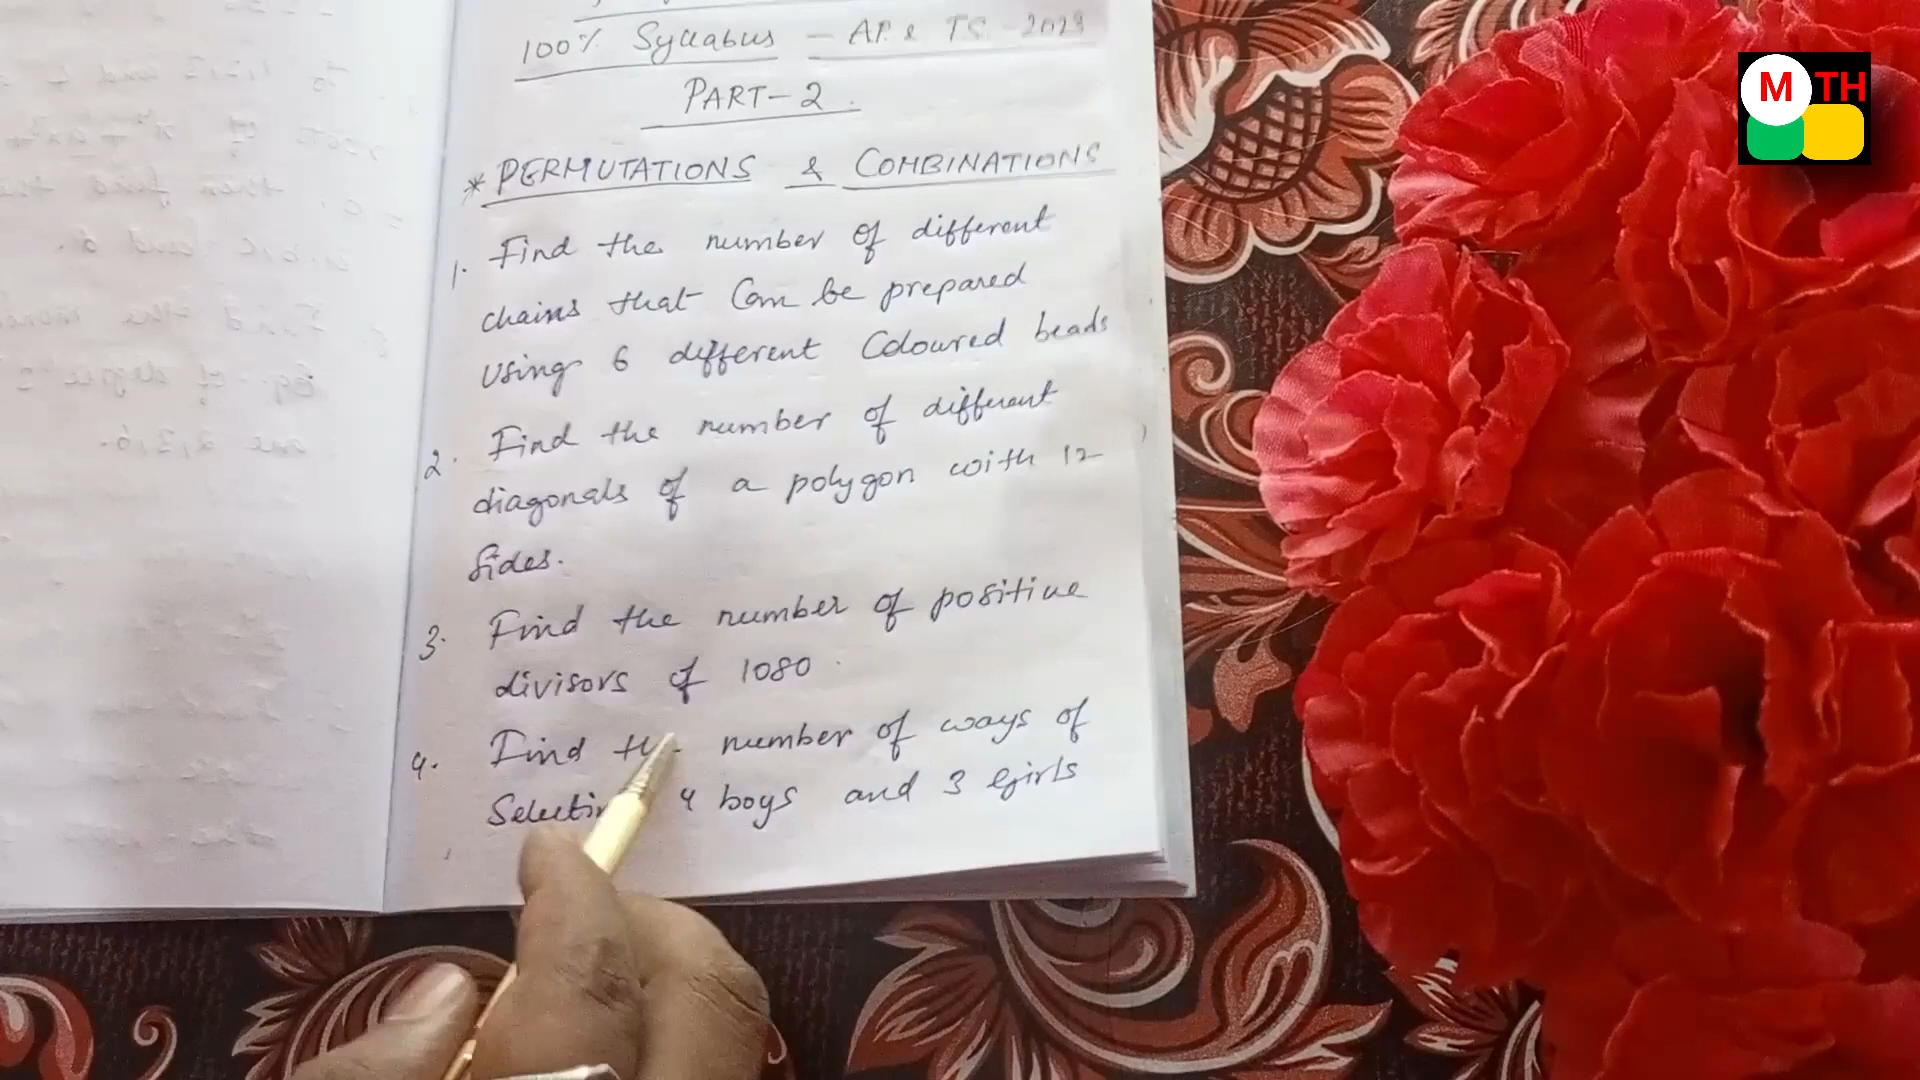 100% Syllabus - AP & TS - 2023
PART-2.
* PERMUTATIONS & COMBINATIONS
1. Find the number of different
chains that Can be prepared
using 6 different Coloured beads
2. Find the number of different
diagonals of a polygon with 12
Sides.
3. Find the number of positive
divisors of 1080.
4. Find the number of ways of
4 boys and 3 girls
M TH